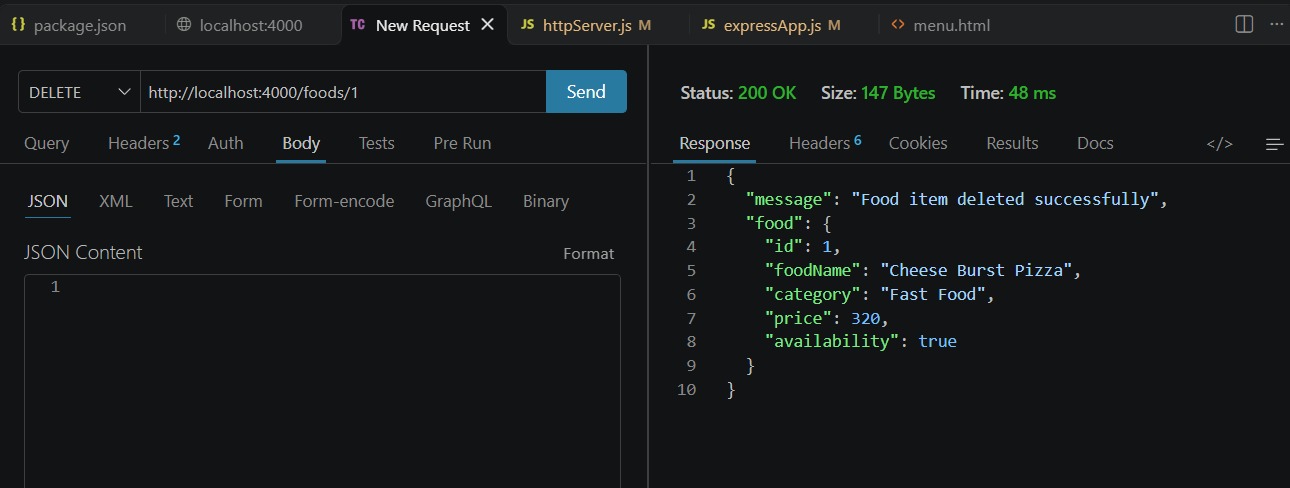 {} package.json localhost:4000 TC New Request JS httpServer.js M JS expressApp.js M <> menu.html ...
DELETE http://localhost:4000/foods/1 Send
Query Headers 2 Auth Body Tests Pre Run
JSON XML Text Form Form-encode GraphQL Binary
JSON Content Format
1
Status: 200 OK Size: 147 Bytes Time: 48 ms
Response Headers 6 Cookies Results Docs </>
1 {
2 "message": "Food item deleted successfully",
3 "food": {
4 "id": 1,
5 "foodName": "Cheese Burst Pizza",
6 "category": "Fast Food",
7 "price": 320,
8 "availability": true
9 }
10 }